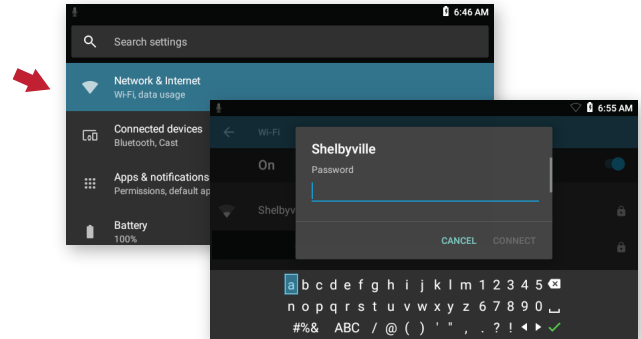 6:46 AM
Search settings
Network & Internet
Wi-Fi, data usage
Connected devices
Bluetooth, Cast
Apps & notifications
Permissions, default ap
Battery
100%
6:55 AM
Wi-Fi
On
Shelbyv
Shelbyville
Password
CANCEL CONNECT
a b c d e f g h i j k l m 1 2 3 4 5
n o p q r s t u v w x y z 6 7 8 9 0
#%& ABC / @ ( ) ' " , . ? !